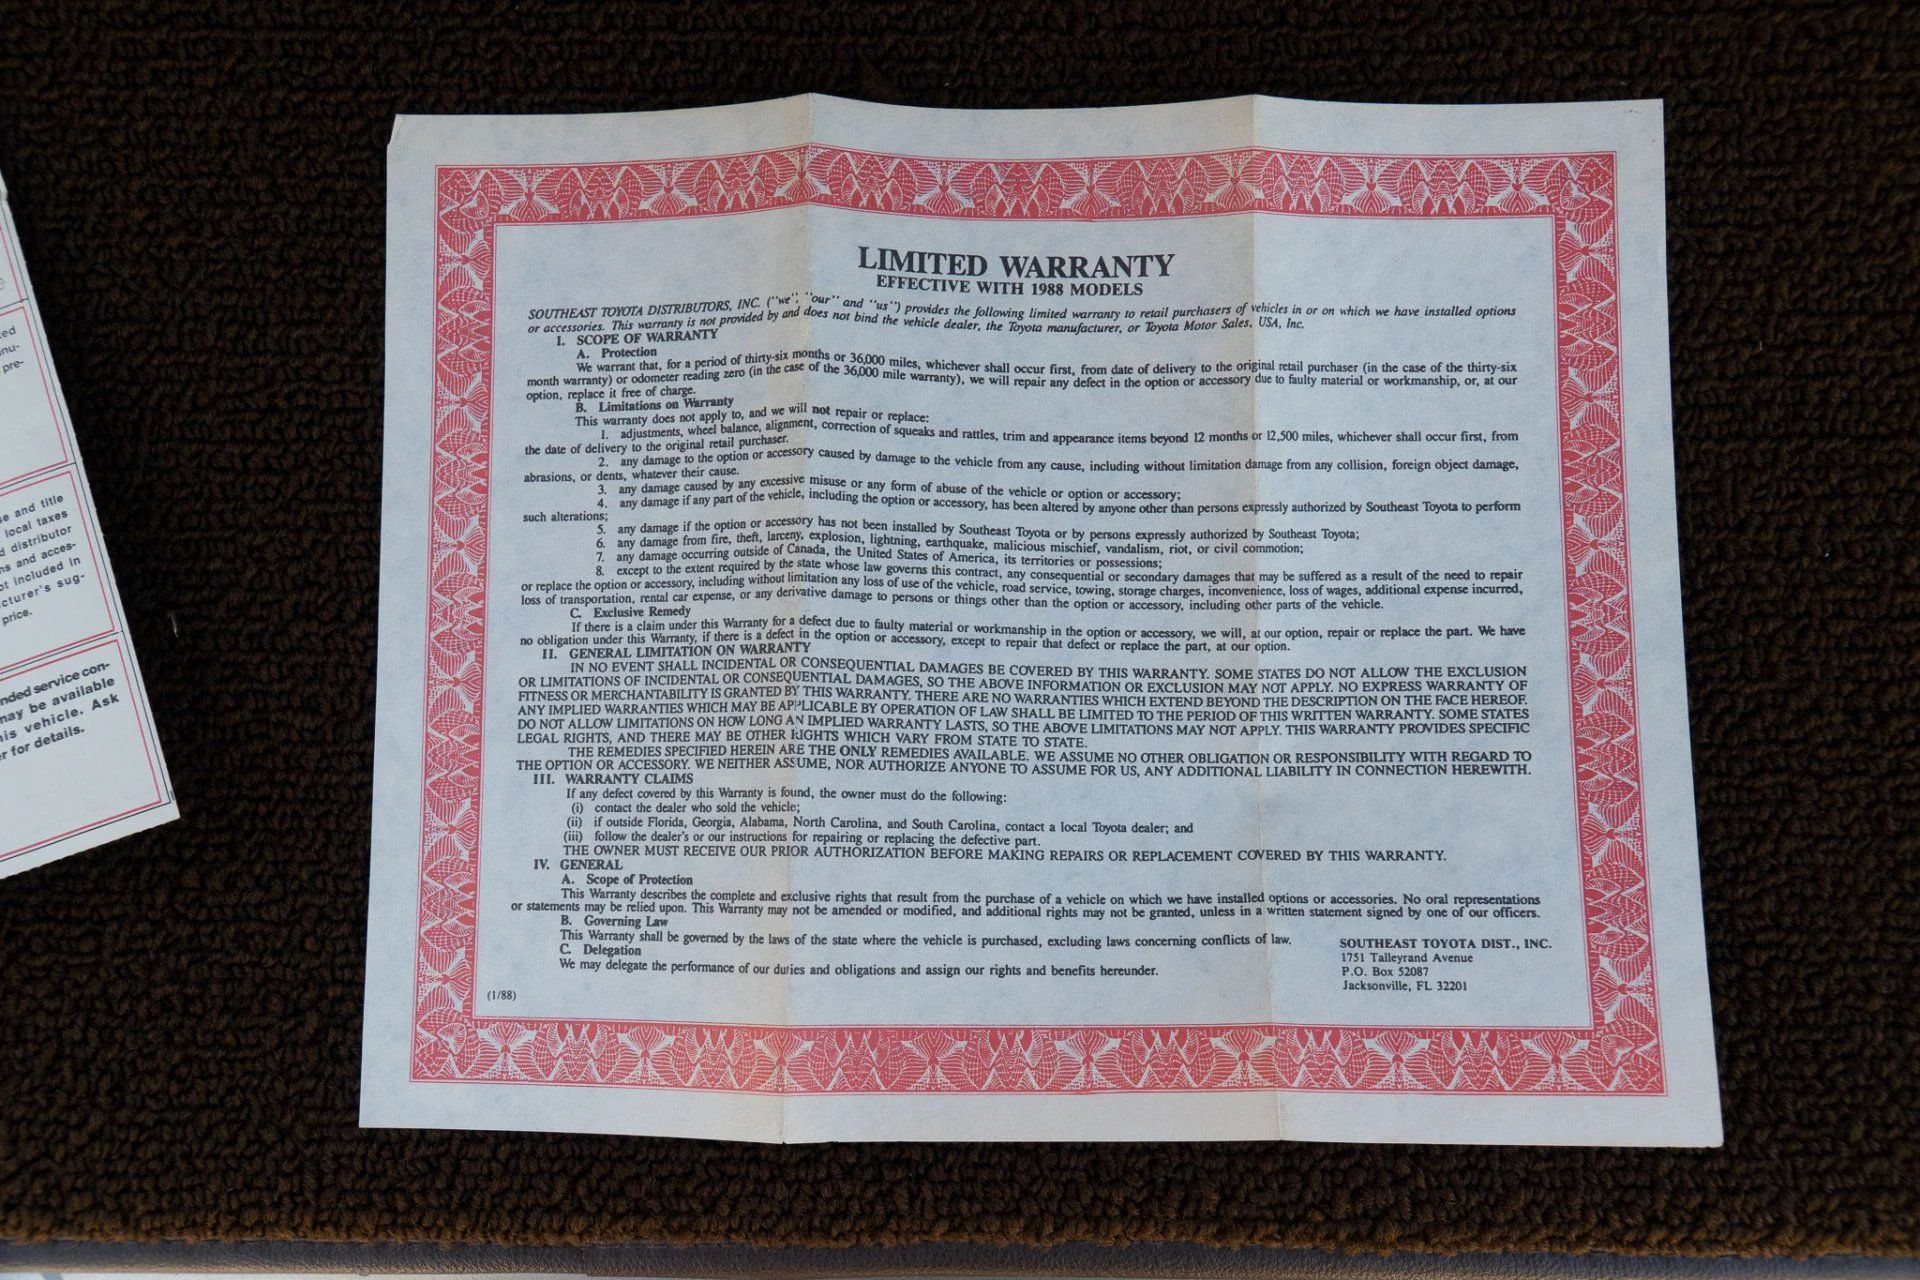 LIMITED WARRANTY
EFFECTIVE WITH 1988 MODELS
SOUTHEAST TOYOTA DISTRIBUTORS, INC. ("we", "our" and "us") provides the following limited warranty to retail purchasers of vehicles in or on which we have installed options
or accessories. This warranty is not provided by and does not bind the vehicle dealer, the Toyota manufacturer, or Toyota Motor Sales, USA, Inc.
I. SCOPE OF WARRANTY
A. Protection
We warrant that, for a period of thirty-six months or 36,000 miles, whichever shall occur first, from date of delivery to the original retail purchaser (in the case of the thirty-six
month warranty) or odometer reading zero (in the case of the 36,000 mile warranty), we will repair any defect in the option or accessory due to faulty material or workmanship, or, at our
option, replace it free of charge.
B. Limitations on Warranty
This warranty does not apply to, and we will not repair or replace:
1. adjustments, wheel balance, alignment, correction of squeaks and rattles, trim and appearance items beyond 12 months or 12,500 miles, whichever shall occur first, from
the date of delivery to the original retail purchaser.
2. any damage to the option or accessory caused by damage to the vehicle from any cause, including without limitation damage from any collision, foreign object damage,
abrasions, or dents, whatever their cause.
3. any damage caused by any excessive misuse or any form of abuse of the vehicle or option or accessory;
4. any damage if any part of the vehicle, including the option or accessory, has been altered by anyone other than persons expressly authorized by Southeast Toyota to perform
such alterations;
5. any damage if the option or accessory has not been installed by Southeast Toyota or by persons expressly authorized by Southeast Toyota;
6. any damage from fire, theft, larceny, explosion, lightning, earthquake, malicious mischief, vandalism, riot, or civil commotion;
7. any damage occurring outside of Canada, the United States of America, its territories or possessions;
8. except to the extent required by the state whose law governs this contract, any consequential or secondary damages that may be suffered as a result of the need to repair
or replace the option or accessory, including without limitation any loss of use of the vehicle, road service, towing, storage charges, inconvenience, loss of wages, additional expense incurred,
loss of transportation, rental car expense, or any derivative damage to persons or things other than the option or accessory, including other parts of the vehicle.
C. Exclusive Remedy
If there is a claim under this Warranty for a defect due to faulty material or workmanship in the option or accessory, we will, at our option, repair or replace the part. We have
no obligation under this Warranty, if there is a defect in the option or accessory, except to repair that defect or replace the part, at our option.
II. GENERAL LIMITATION ON WARRANTY
IN NO EVENT SHALL INCIDENTAL OR CONSEQUENTIAL DAMAGES BE COVERED BY THIS WARRANTY. SOME STATES DO NOT ALLOW THE EXCLUSION
OR LIMITATIONS OF INCIDENTAL OR CONSEQUENTIAL DAMAGES, SO THE ABOVE INFORMATION OR EXCLUSION MAY NOT APPLY. NO EXPRESS WARRANTY OF
FITNESS OR MERCHANTABILITY IS GRANTED BY THIS WARRANTY. THERE ARE NO WARRANTIES WHICH EXTEND BEYOND THE DESCRIPTION ON THE FACE HEREOF.
ANY IMPLIED WARRANTIES WHICH MAY BE APPLICABLE BY OPERATION OF LAW SHALL BE LIMITED TO THE PERIOD OF THIS WRITTEN WARRANTY. SOME STATES
DO NOT ALLOW LIMITATIONS ON HOW LONG AN IMPLIED WARRANTY LASTS, SO THE ABOVE LIMITATIONS MAY NOT APPLY. THIS WARRANTY PROVIDES SPECIFIC
LEGAL RIGHTS, AND THERE MAY BE OTHER RIGHTS WHICH VARY FROM STATE TO STATE.
THE REMEDIES SPECIFIED HEREIN ARE THE ONLY REMEDIES AVAILABLE. WE ASSUME NO OTHER OBLIGATION OR RESPONSIBILITY WITH REGARD TO
THE OPTION OR ACCESSORY. WE NEITHER ASSUME, NOR AUTHORIZE ANYONE TO ASSUME FOR US, ANY ADDITIONAL LIABILITY IN CONNECTION HEREWITH.
III. WARRANTY CLAIMS
If any defect covered by this Warranty is found, the owner must do the following:
(i) contact the dealer who sold the vehicle;
(ii) if outside Florida, Georgia, Alabama, North Carolina, and South Carolina, contact a local Toyota dealer; and
(iii) follow the dealer's or our instructions for repairing or replacing the defective part.
THE OWNER MUST RECEIVE OUR PRIOR AUTHORIZATION BEFORE MAKING REPAIRS OR REPLACEMENT COVERED BY THIS WARRANTY.
IV. GENERAL
A. Scope of Protection
This Warranty describes the complete and exclusive rights that result from the purchase of a vehicle on which we have installed options or accessories. No oral representations
or statements may be relied upon. This Warranty may not be amended or modified, and additional rights may not be granted, unless in a written statement signed by one of our officers.
B. Governing Law
This Warranty shall be governed by the laws of the state where the vehicle is purchased, excluding laws concerning conflicts of law.
C. Delegation
We may delegate the performance of our duties and obligations and assign our rights and benefits hereunder.
SOUTHEAST TOYOTA DIST., INC.
1751 Talleyrand Avenue
P.O. Box 52087
Jacksonville, FL 32201
(1/88)
and title
local taxes
distributor
and acces-
included in
sug-
price.
service con-
may be available
vehicle. Ask
for details.